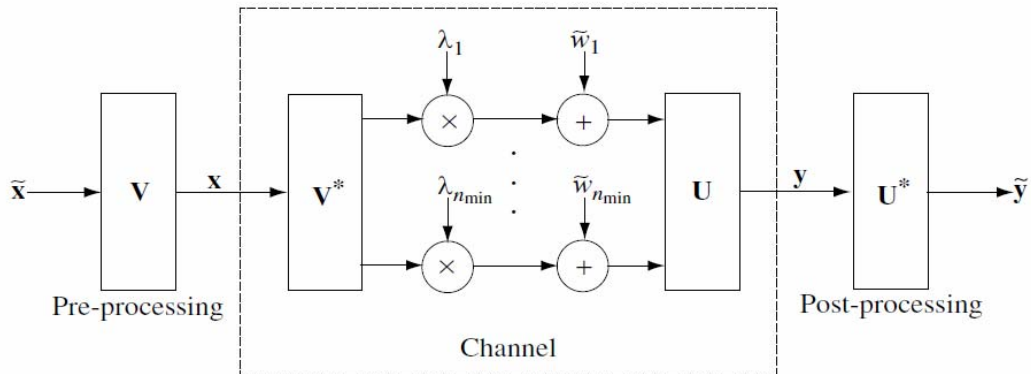 λ₁ w̃₁
× +
x̃ V x V* . . . U y U* ỹ
λₙₘᵢₙ w̃ₙₘᵢₙ
× +
Pre-processing Post-processing
Channel